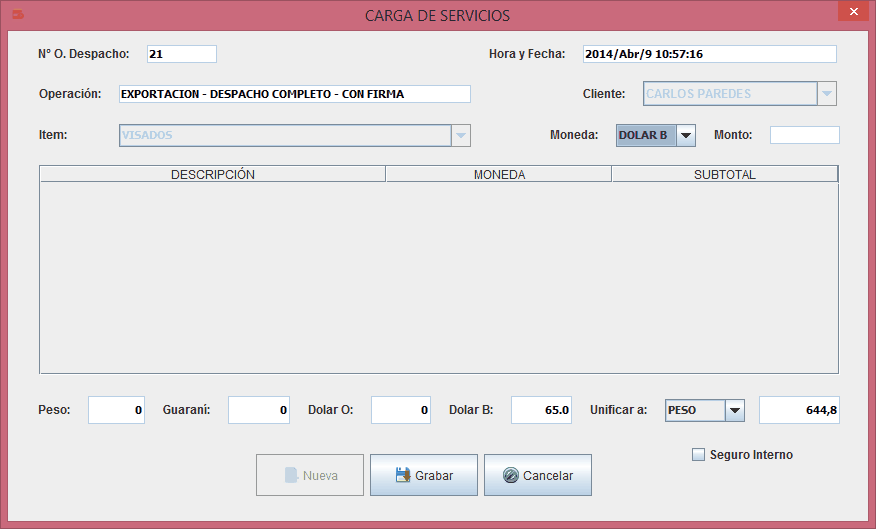 CARGA DE SERVICIOS
Nº O. Despacho: 21 Hora y Fecha: 2014/Abr/9 10:57:16
Operación: EXPORTACION - DESPACHO COMPLETO - CON FIRMA Cliente: CARLOS PAREDES
Item: VISADOS Moneda: DOLAR B Monto:
DESCRIPCIÓN MONEDA SUBTOTAL
Peso: 0 Guaraní: 0 Dolar O: 0 Dolar B: 65.0 Unificar a: PESO 644,8
Seguro Interno
Nueva Grabar Cancelar